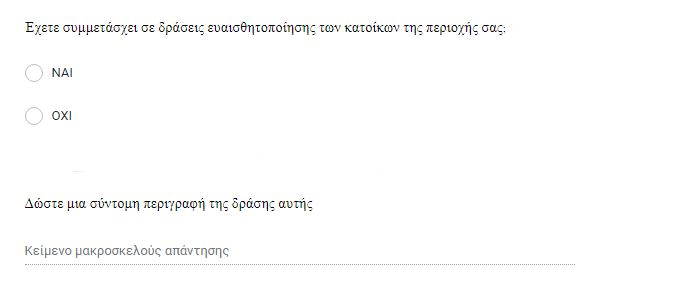 Έχετε συμμετάσχει σε δράσεις ευαισθητοποίησης των κατοίκων της περιοχής σας;
ΝΑΙ
ΟΧΙ
Δώστε μια σύντομη περιγραφή της δράσης αυτής
Κείμενο μακροσκελούς απάντησης